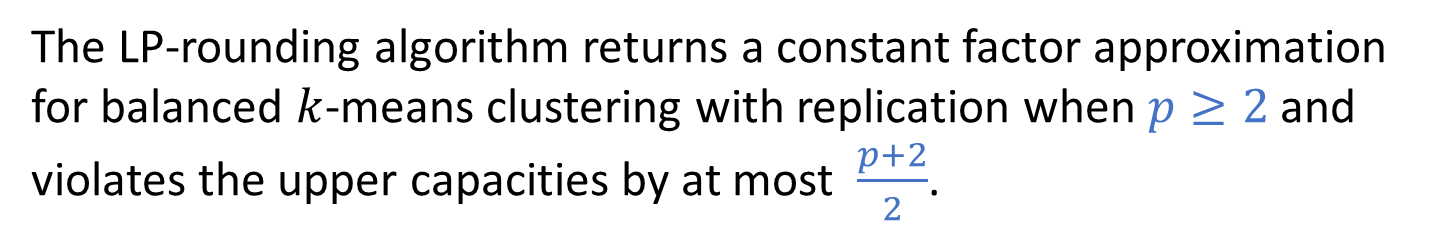 The LP-rounding algorithm returns a constant factor approximation
for balanced k-means clustering with replication when p ≥ 2 and
violates the upper capacities by at most \frac{p+2}{2}.